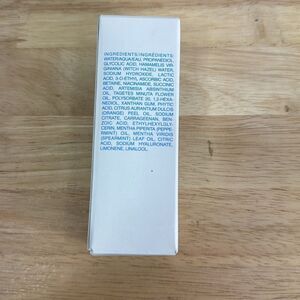 INGREDIENTS/INGRÉDIENTS:
WATER/AQUA/EAU, PROPANEDIOL,
GLYCOLIC ACID, HAMAMELIS VIR-
GINIANA (WITCH HAZEL) WATER,
SODIUM HYDROXIDE, LACTIC
ACID, 3-O-ETHYL ASCORBIC ACID,
BETAINE, NIACINAMIDE, SUCCINIC
ACID, ARTEMISIA ABSINTHIUM
OIL, TAGETES MINUTA FLOWER
OIL, POLYSORBATE 20, 1,2-HEXA-
NEDIOL, XANTHAN GUM, PHYTIC
ACID, CITRUS AURANTIUM DULCIS
(ORANGE) PEEL OIL, SODIUM
CITRATE, CARRAGEENAN, BEN-
ZOIC ACID, ETHYLHEXYLGLY-
CERIN, MENTHA PIPERITA (PEPPE-
RMINT) OIL, MENTHA VIRIDIS
(SPEARMINT) LEAF OIL, CITRIC
ACID, SODIUM HYALURONATE,
LIMONENE, LINALOOL.